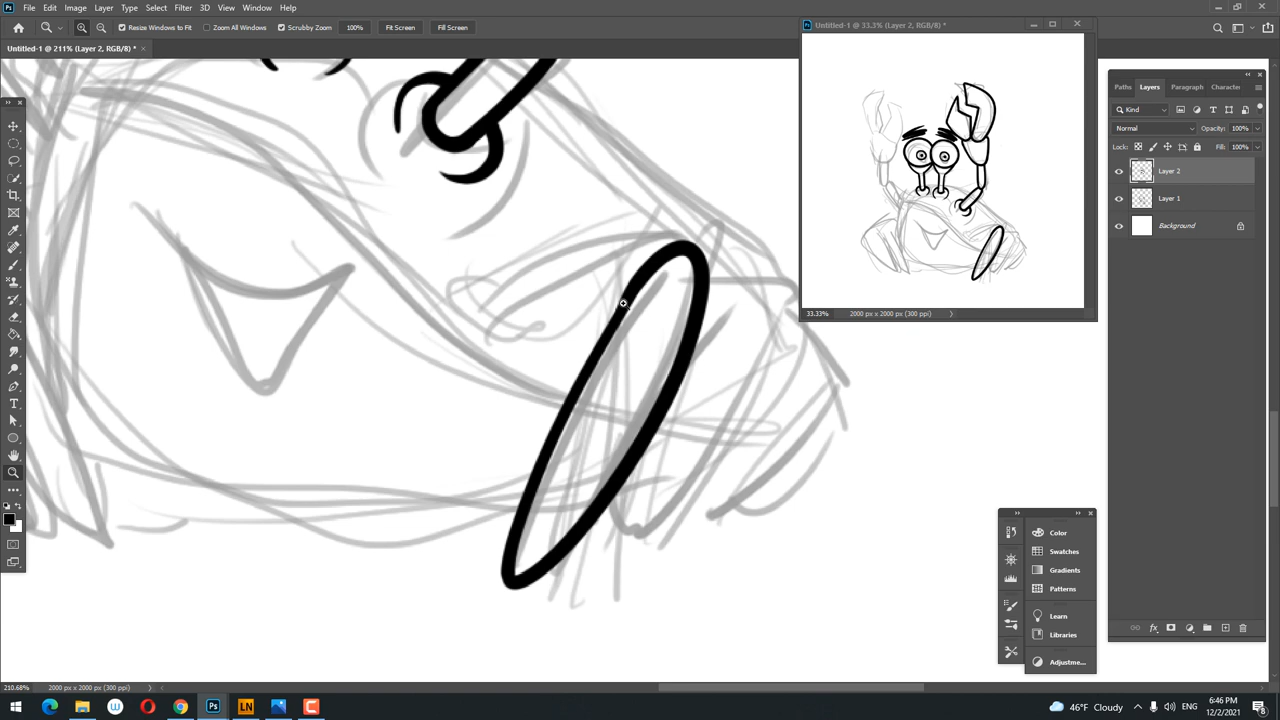 File Edit Image Layer Type Select Filter 3D View Window Help
Resize Windows to Fit Zoom All Windows Scrubby Zoom 100% Fit Screen Fill Screen
Untitled-1 @ 211% (Layer 2, RGB/8) *
Untitled-1 @ 33.3% (Layer 2, RGB/8) *
33.33% 2000 px x 2000 px (300 ppi)
Paths Layers Paragraph Characte
Kind
Normal Opacity: 100%
Lock: Fill: 100%
Layer 2
Layer 1
Background
Color
Swatches
Gradients
Patterns
Learn
Libraries
Adjustme...
210.68% 2000 px x 2000 px (300 ppi)
46°F Cloudy ENG 6:46 PM 12/2/2021